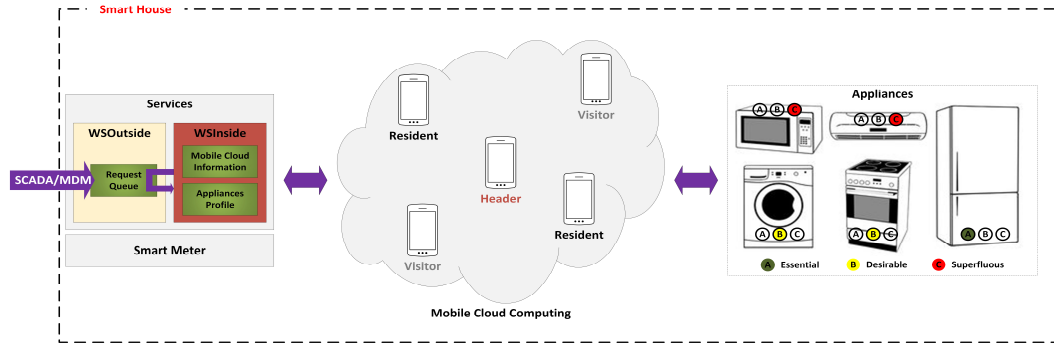 Smart House
Services
WSOutside
WSInside
SCADA/MDM
Request
Queue
Mobile Cloud
Information
Appliances
Profile
Smart Meter
Resident
Visitor
Header
Visitor
Resident
Mobile Cloud Computing
Appliances
A B C
A B C
A B C
A B C
A B C
A Essential
B Desirable
C Superfluous